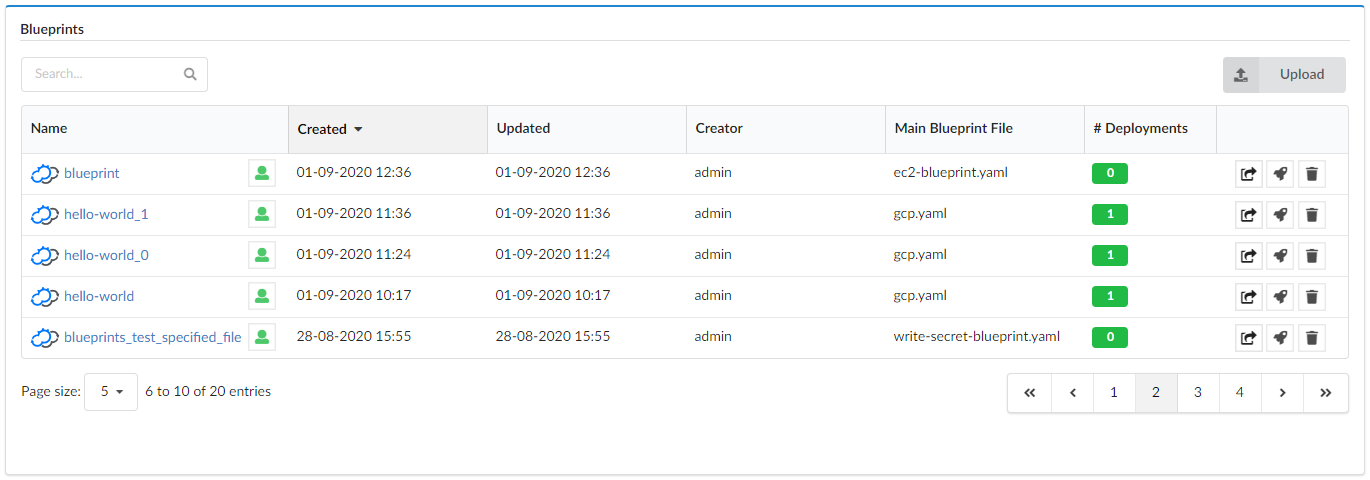 Blueprints
Search...
Upload
Name Created Updated Creator Main Blueprint File # Deployments
blueprint 01-09-2020 12:36 01-09-2020 12:36 admin ec2-blueprint.yaml 0
hello-world_1 01-09-2020 11:36 01-09-2020 11:36 admin gcp.yaml 1
hello-world_0 01-09-2020 11:24 01-09-2020 11:24 admin gcp.yaml 1
hello-world 01-09-2020 10:17 01-09-2020 10:17 admin gcp.yaml 1
blueprints_test_specified_file 28-08-2020 15:55 28-08-2020 15:55 admin write-secret-blueprint.yaml 0
Page size: 5 6 to 10 of 20 entries « ‹ 1 2 3 4 › »